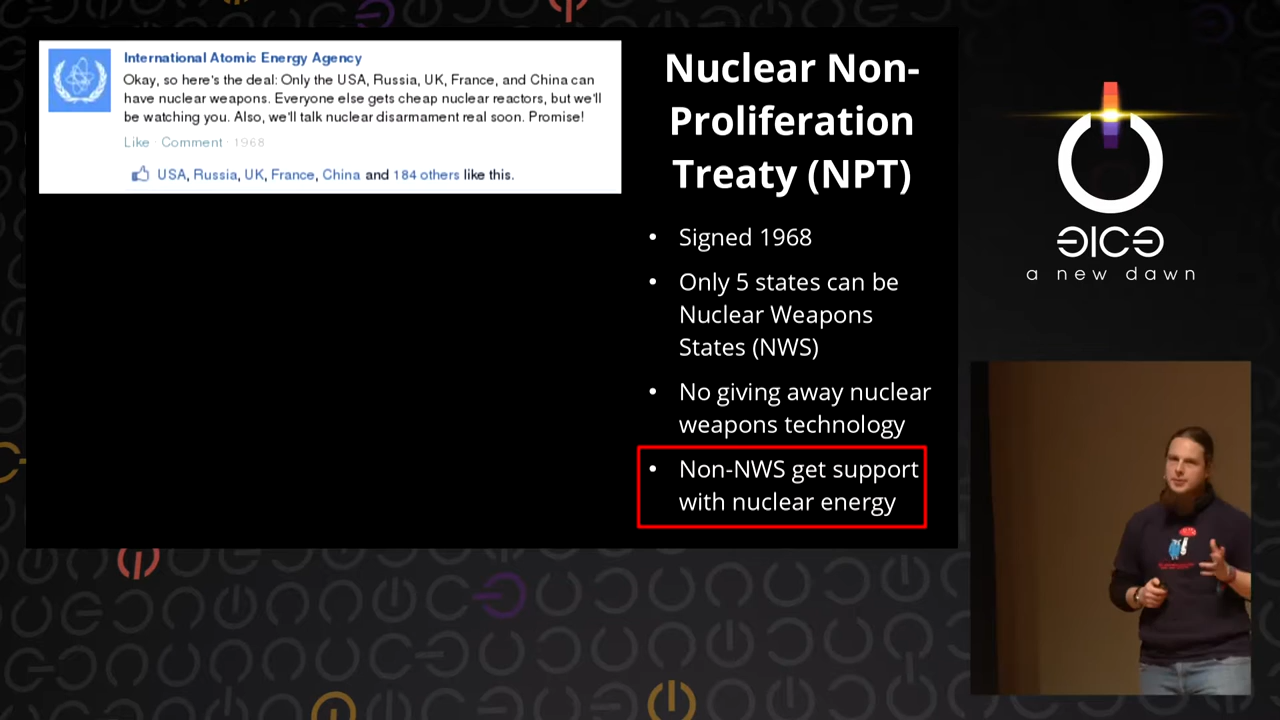 International Atomic Energy Agency
Okay, so here's the deal: Only the USA, Russia, UK, France, and China can
have nuclear weapons. Everyone else gets cheap nuclear reactors, but we'll
be watching you. Also, we'll talk nuclear disarmament real soon. Promise!
Like · Comment · 1968
USA, Russia, UK, France, China and 184 others like this.
Nuclear Non-
Proliferation
Treaty (NPT)
• Signed 1968
• Only 5 states can be
Nuclear Weapons
States (NWS)
• No giving away nuclear
weapons technology
• Non-NWS get support
with nuclear energy
a new dawn